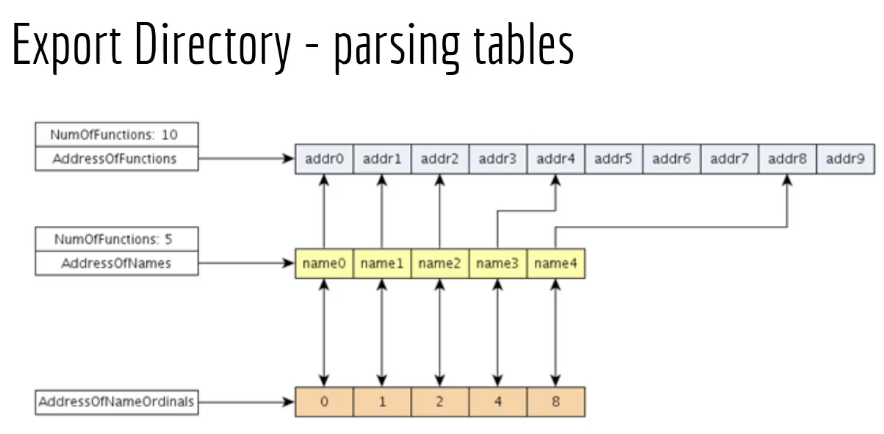 Export Directory - parsing tables
NumOfFunctions: 10
AddressOfFunctions
addr0 addr1 addr2 addr3 addr4 addr5 addr6 addr7 addr8 addr9
NumOfFunctions: 5
AddressOfNames
name0 name1 name2 name3 name4
AddressOfNameOrdinals
0 1 2 4 8